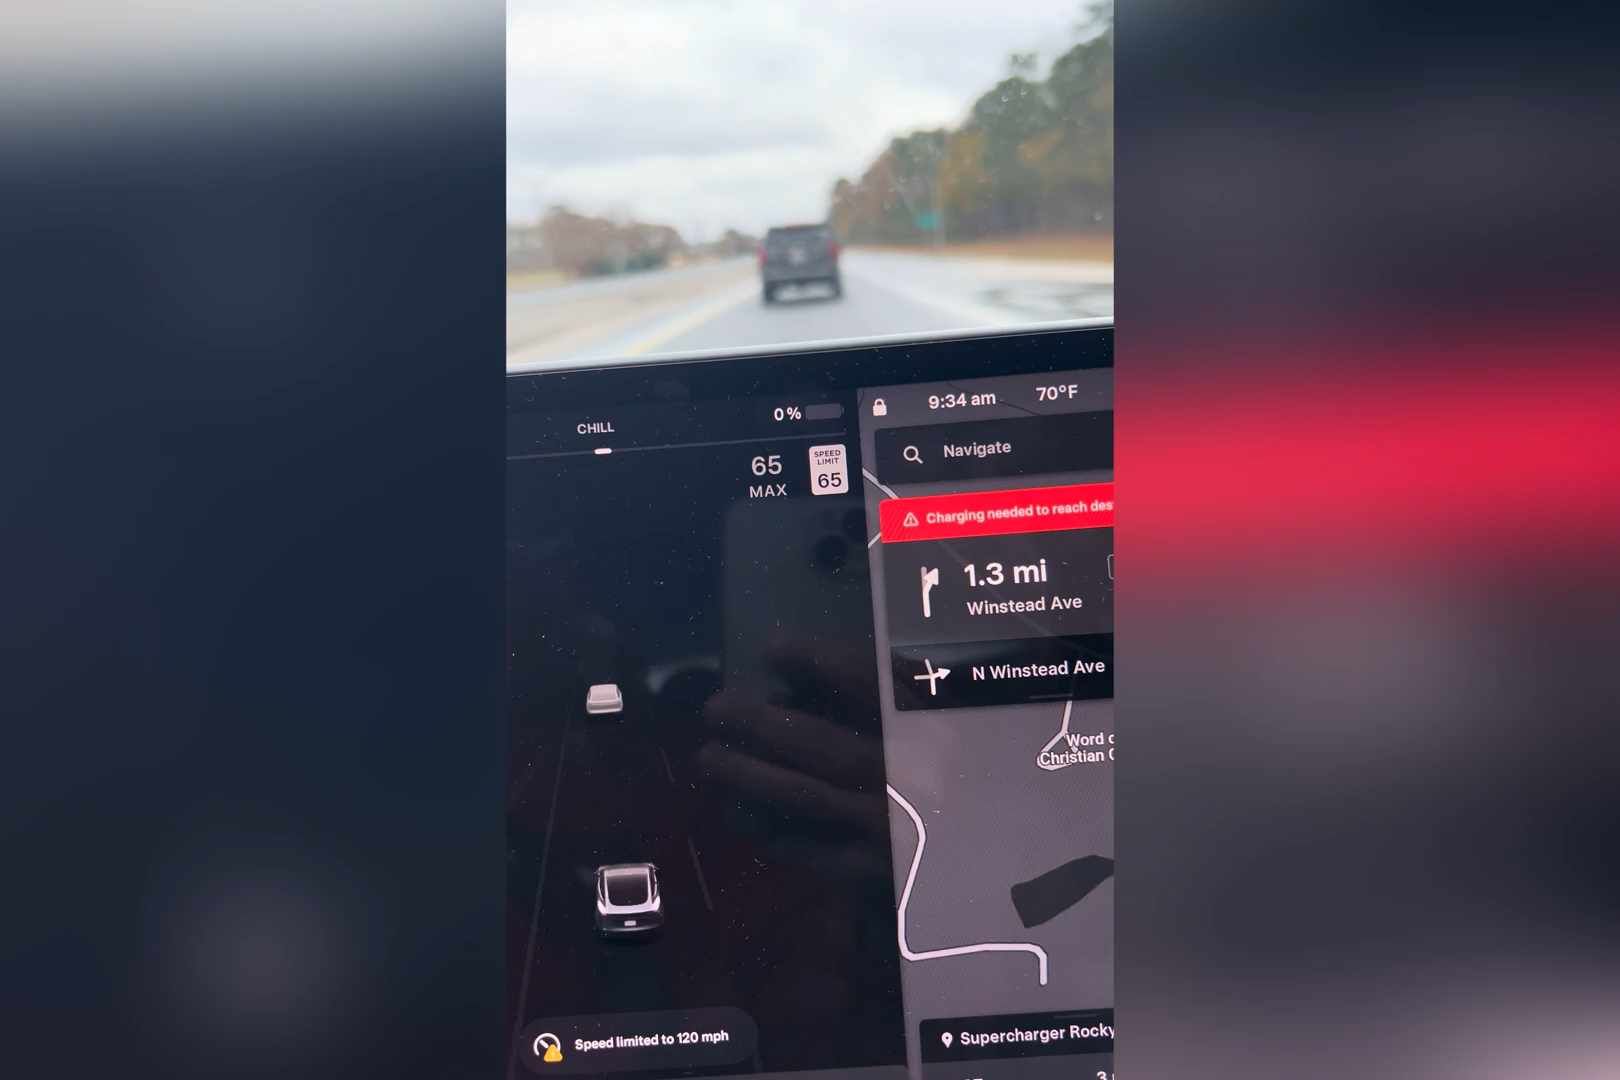 CHILL
0%
65
MAX
SPEED
LIMIT
65
9:34 am
70°F
Navigate
Charging needed to reach des
1.3 mi
Winstead Ave
N Winstead Ave
Word o
Christian C
Speed limited to 120 mph
Supercharger Rocky
3